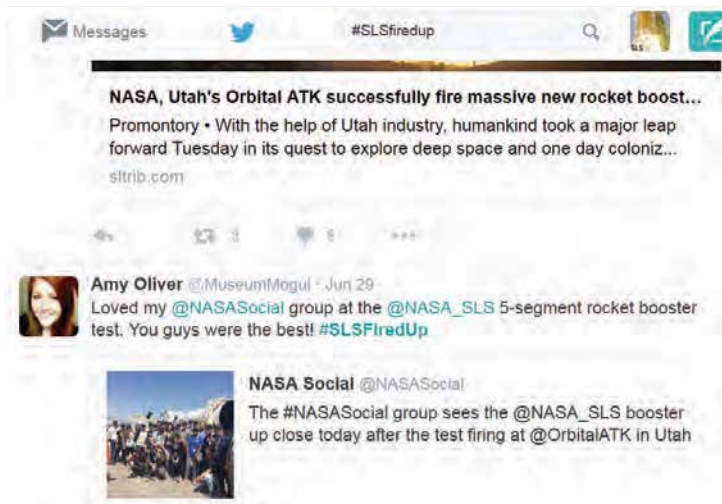 Messages
#SLSfiredup
SLS
NASA, Utah's Orbital ATK successfully fire massive new rocket boost...
Promontory • With the help of Utah industry, humankind took a major leap
forward Tuesday in its quest to explore deep space and one day coloniz...
sltrib.com
Amy Oliver @MuseumMogul · Jun 29
Loved my @NASASocial group at the @NASA_SLS 5-segment rocket booster
test. You guys were the best! #SLSFiredUp
NASA Social @NASASocial
The #NASASocial group sees the @NASA_SLS booster
up close today after the test firing at @OrbitalATK in Utah